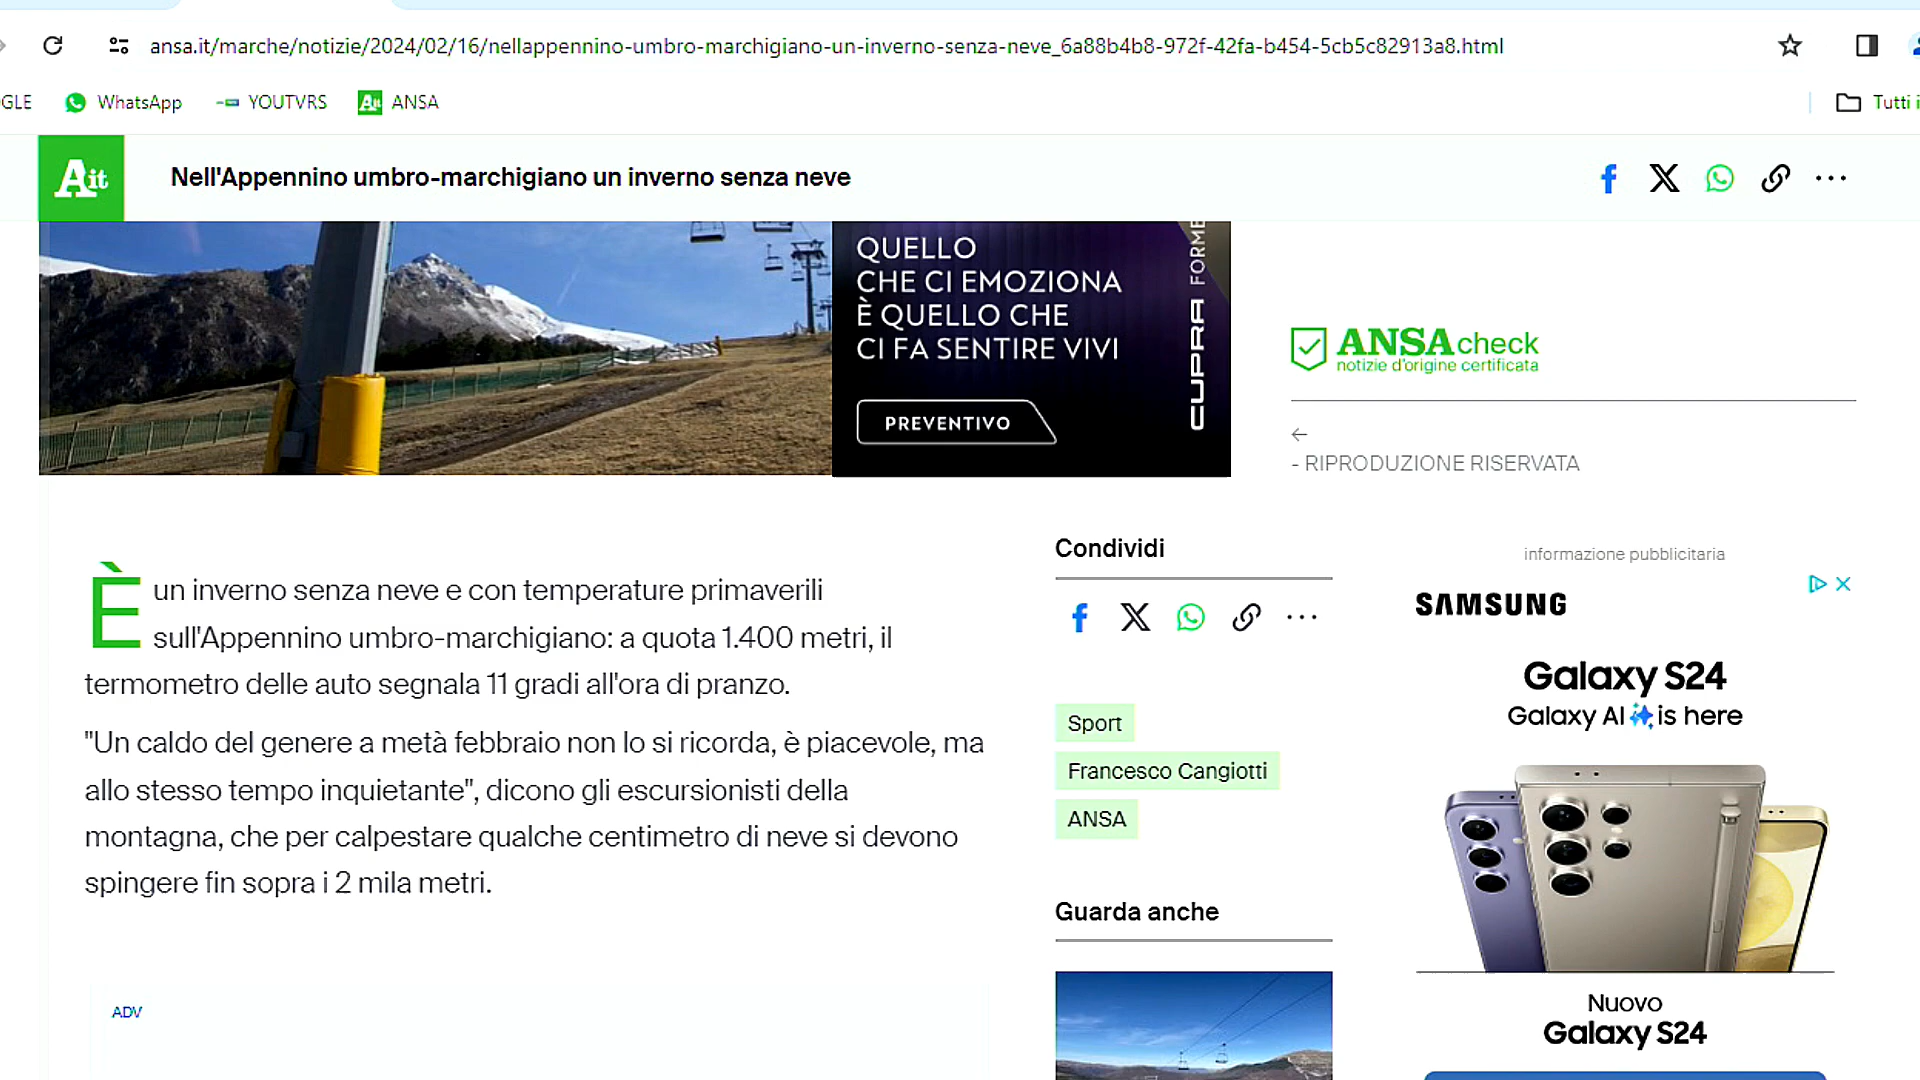 ansa.it/marche/notizie/2024/02/16/nellappennino-umbro-marchigiano-un-inverno-senza-neve_6a88b4b8-972f-42fa-b454-5cb5c82913a8.html
GLE WhatsApp YOUTVRS ANSA Tutti i
Ait Nell'Appennino umbro-marchigiano un inverno senza neve
QUELLO
CHE CI EMOZIONA
È QUELLO CHE
CI FA SENTIRE VIVI
PREVENTIVO
CUPRA FORME
ANSA check
notizie d'origine certificata
- RIPRODUZIONE RISERVATA
È un inverno senza neve e con temperature primaverili
sull'Appennino umbro-marchigiano: a quota 1.400 metri, il
termometro delle auto segnala 11 gradi all'ora di pranzo.
"Un caldo del genere a metà febbraio non lo si ricorda, è piacevole, ma
allo stesso tempo inquietante", dicono gli escursionisti della
montagna, che per calpestare qualche centimetro di neve si devono
spingere fin sopra i 2 mila metri.
ADV
Condividi
Sport
Francesco Cangiotti
ANSA
Guarda anche
informazione pubblicitaria
SAMSUNG
Galaxy S24
Galaxy AI is here
Nuovo
Galaxy S24